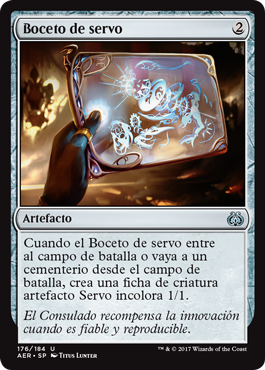 Boceto de servo 2
Artefacto
Cuando el Boceto de servo entre
al campo de batalla o vaya a un
cementerio desde el campo de
batalla, crea una ficha de criatura
artefacto Servo incolora 1/1.
El Consulado recompensa la innovación
cuando es fiable y reproducible.
176/184 U
AER • SP Titus Lunter
™ & © 2017 Wizards of the Coast